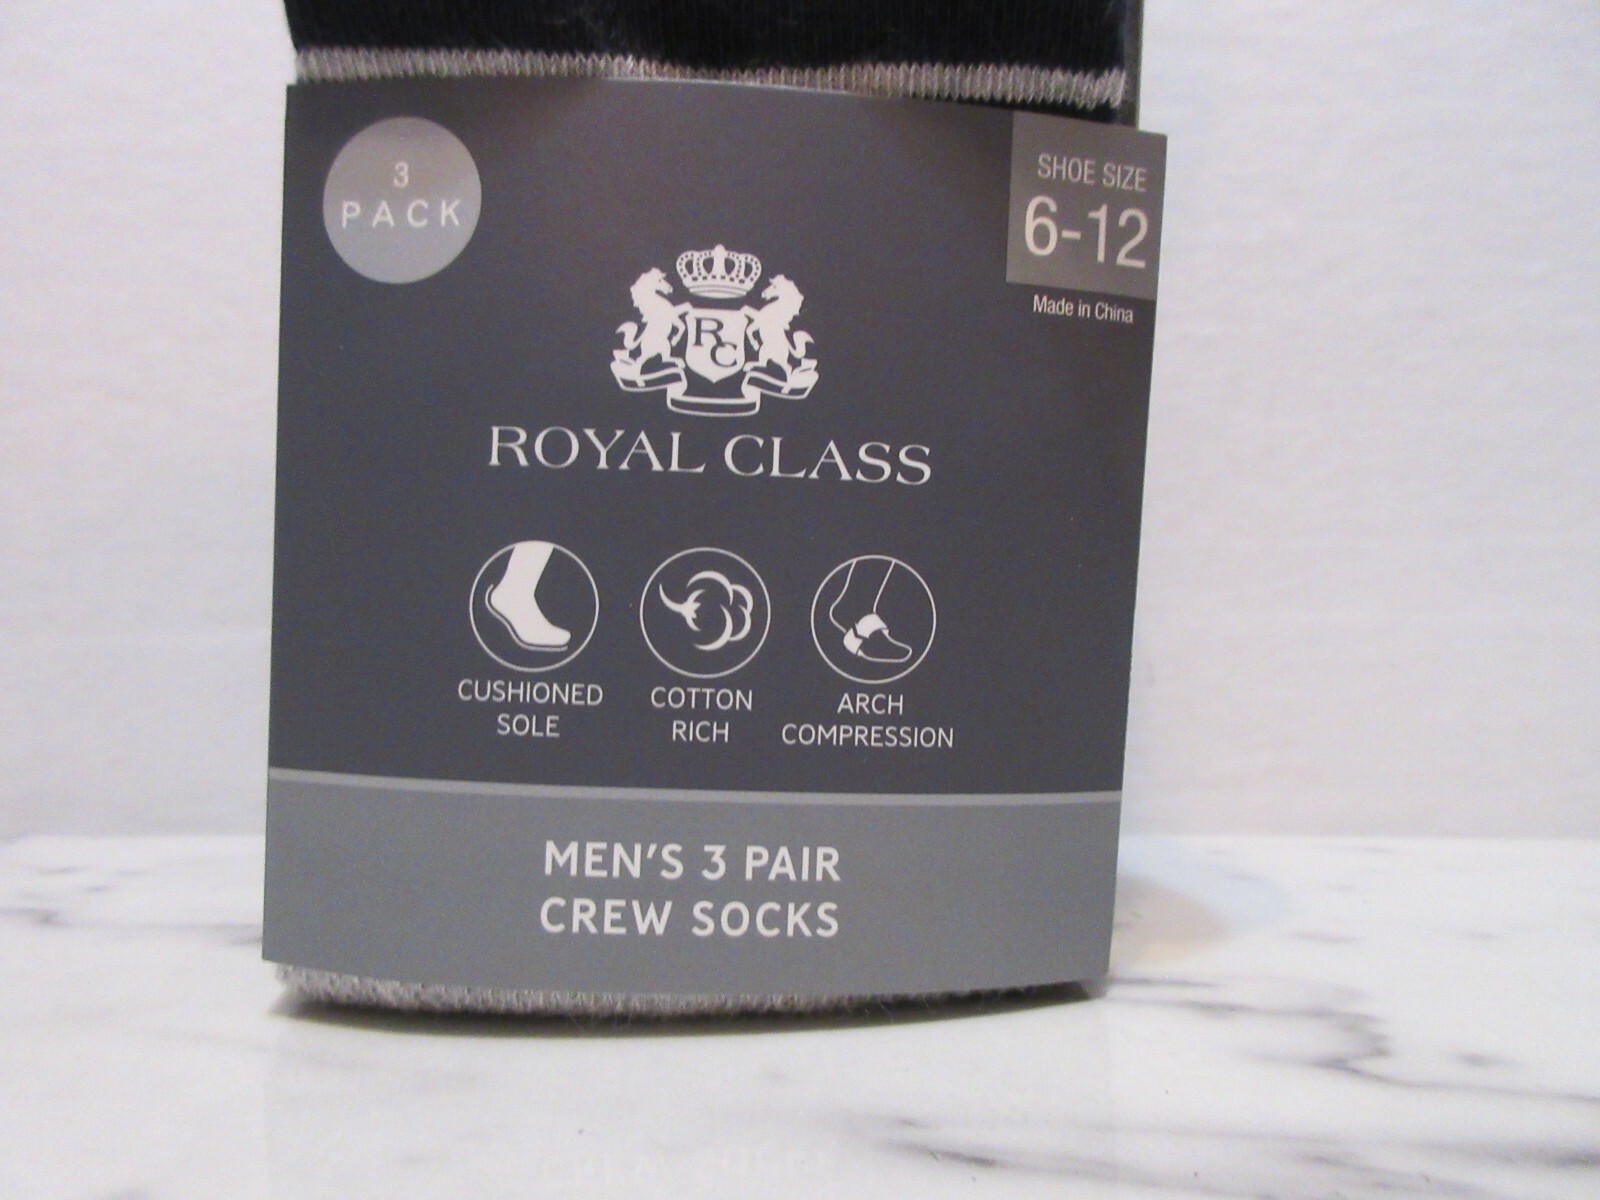 3
PACK
SHOE SIZE
6-12
Made in China
RC
ROYAL CLASS
CUSHIONED
SOLE
COTTON
RICH
ARCH
COMPRESSION
MEN'S 3 PAIR
CREW SOCKS